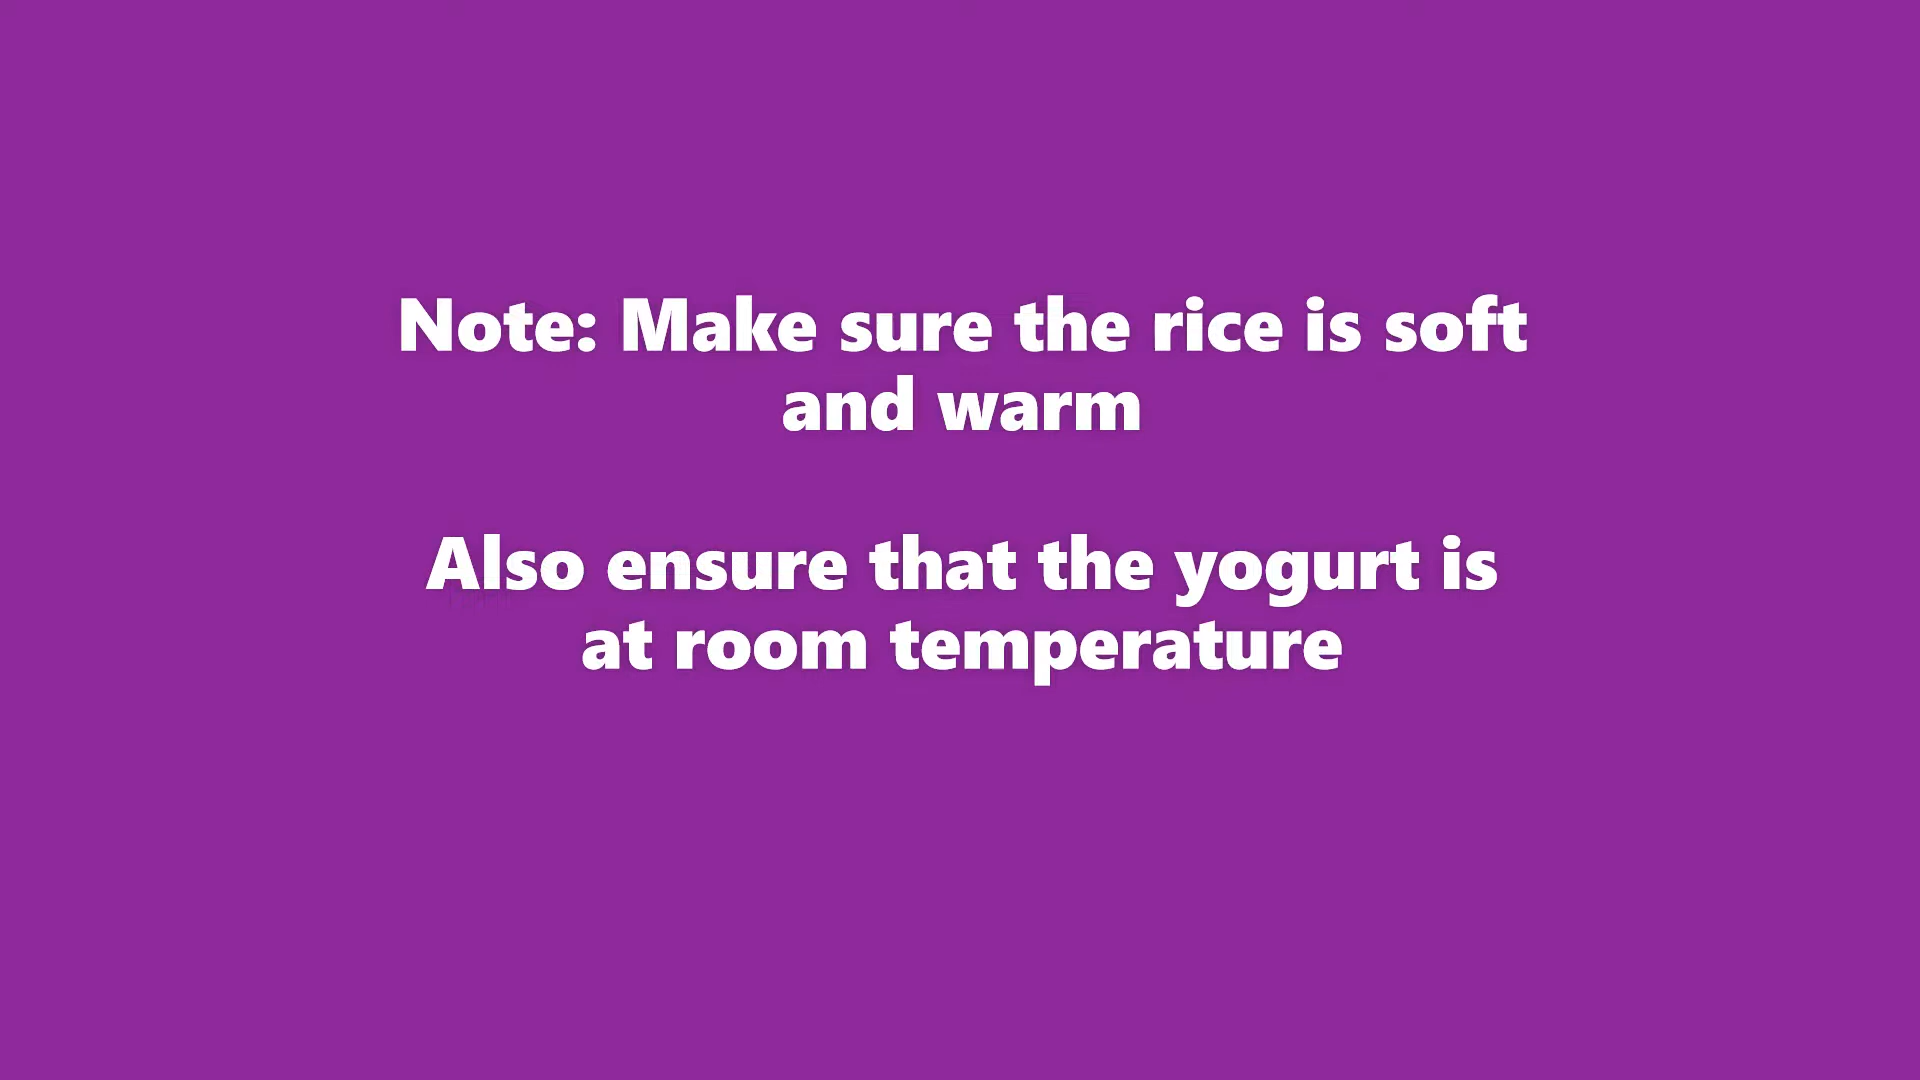 Note: Make sure the rice is soft
and warm
Also ensure that the yogurt is
at room temperature